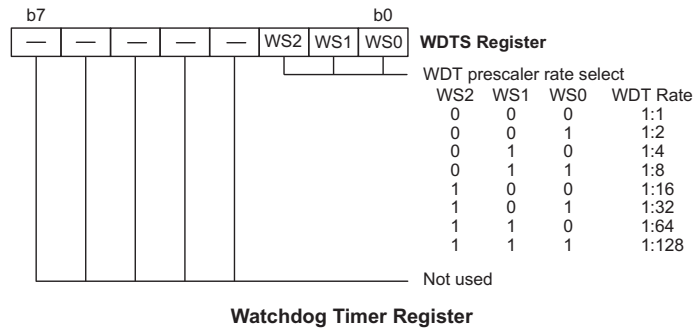 b7 b0
— — — — — WS2 WS1 WS0 WDTS Register
WDT prescaler rate select
WS2 WS1 WS0 WDT Rate
0 0 0 1:1
0 0 1 1:2
0 1 0 1:4
0 1 1 1:8
1 0 0 1:16
1 0 1 1:32
1 1 0 1:64
1 1 1 1:128
Not used
Watchdog Timer Register